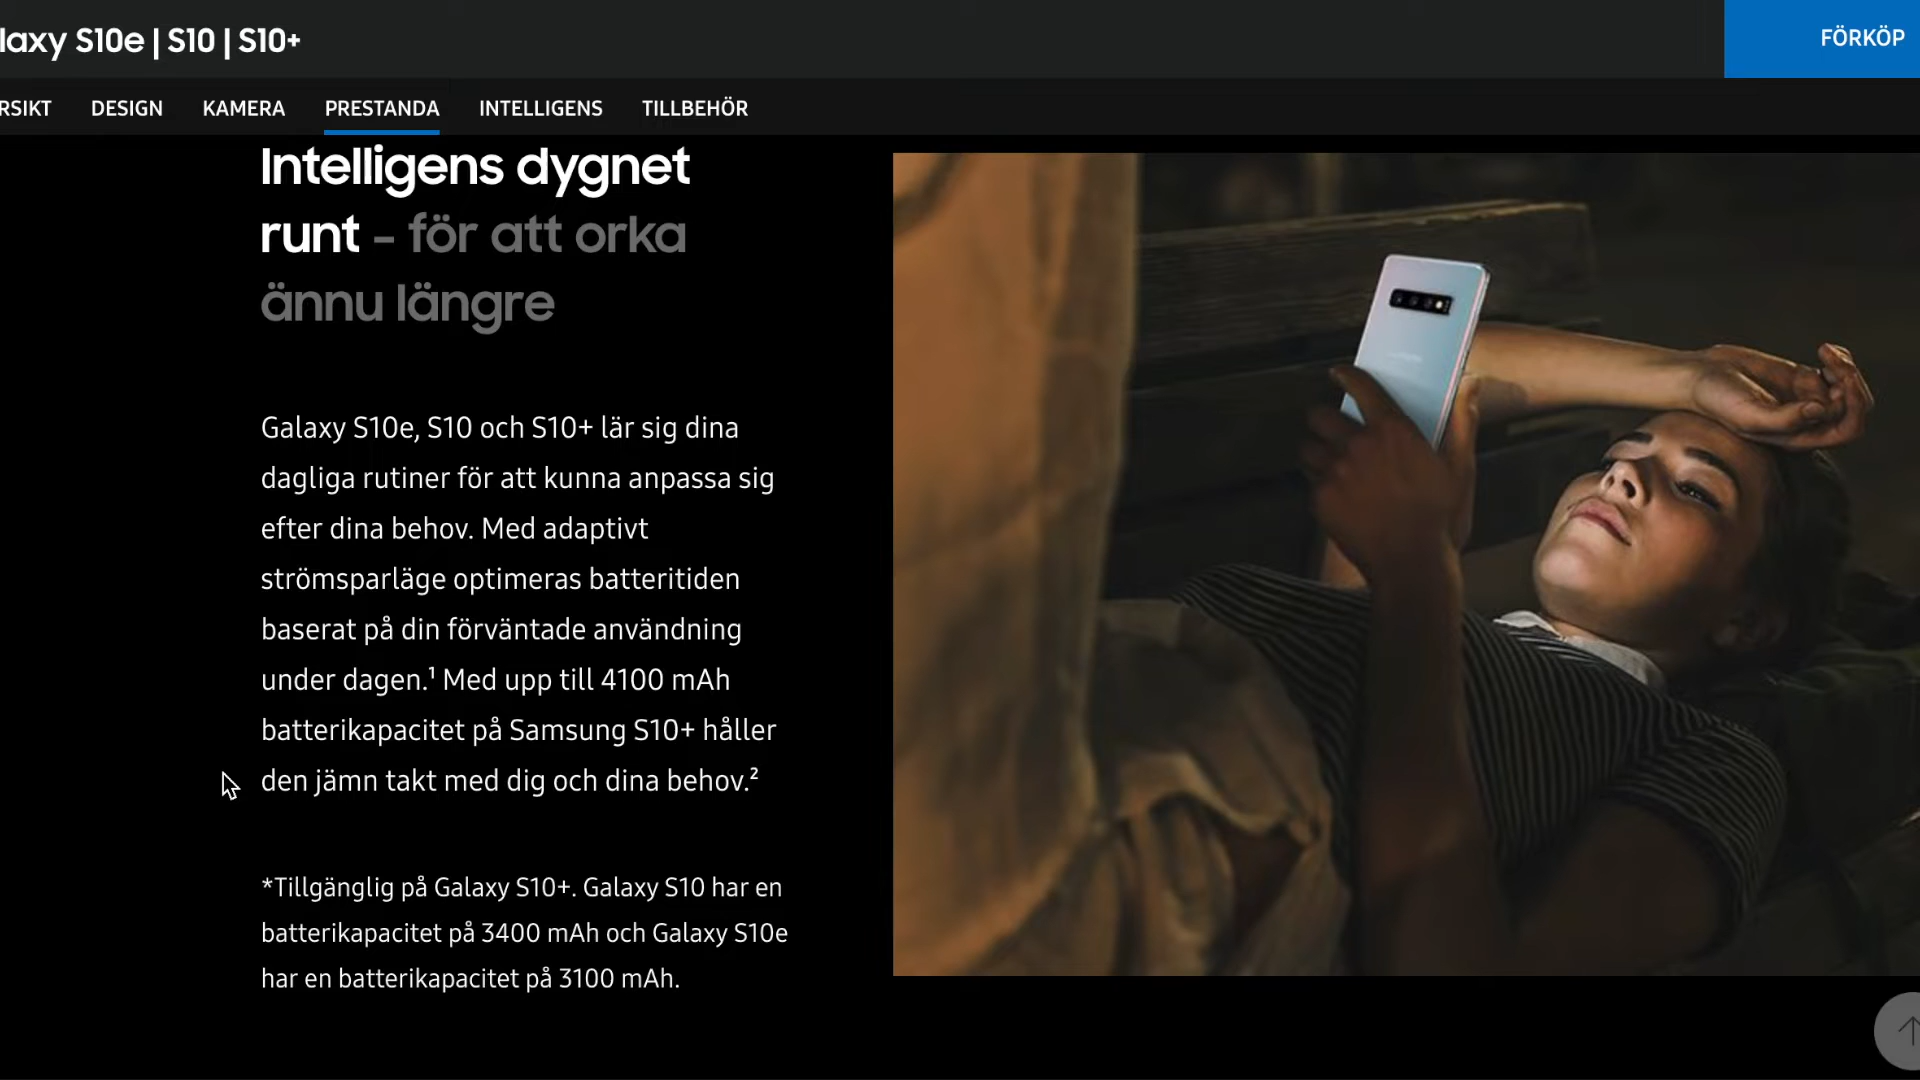 laxy S10e | S10 | S10+
FÖRKÖP
RSIKT DESIGN KAMERA PRESTANDA INTELLIGENS TILLBEHÖR
Intelligens dygnet
runt – för att orka
ännu längre
Galaxy S10e, S10 och S10+ lär sig dina
dagliga rutiner för att kunna anpassa sig
efter dina behov. Med adaptivt
strömsparläge optimeras batteritiden
baserat på din förväntade användning
under dagen.¹ Med upp till 4100 mAh
batterikapacitet på Samsung S10+ håller
den jämn takt med dig och dina behov.²
*Tillgänglig på Galaxy S10+. Galaxy S10 har en
batterikapacitet på 3400 mAh och Galaxy S10e
har en batterikapacitet på 3100 mAh.